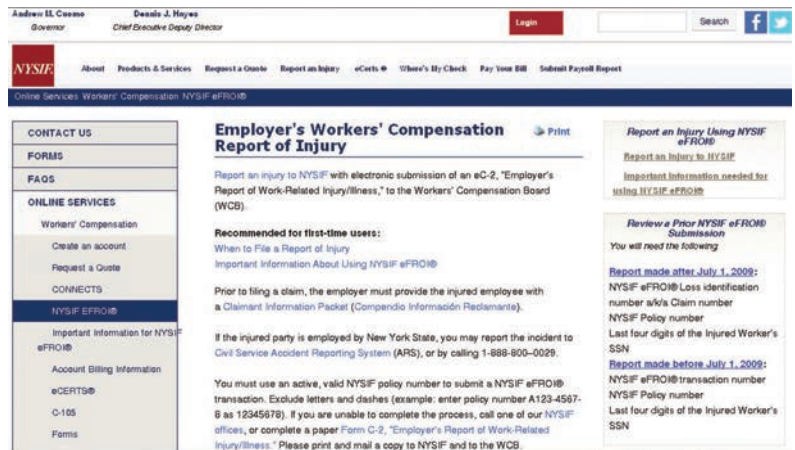 Andrew M. Cuomo
Governor
Dennis J. Hayes
Chief Executive Deputy Director
Login
Search
NYSIF
About Products & Services Request a Quote Report an Injury eCerts Where's My Check Pay Your Bill Submit Payroll Report
Online Services Workers' Compensation NYSIF eFROI®
CONTACT US
FORMS
FAQS
ONLINE SERVICES
Workers' Compensation
Create an account
Request a Quote
CONNECTS
NYSIF EFROI®
Important Information for NYSIF
eFROI®
Account Billing Information
eCERTS®
C-105
Forms
Employer's Workers' Compensation
Report of Injury
Print
Report an injury to NYSIF with electronic submission of an eC-2, "Employer's
Report of Work-Related Injury/Illness," to the Workers' Compensation Board
(WCB).
Recommended for first-time users:
When to File a Report of Injury
Important Information About Using NYSIF eFROI®
Prior to filing a claim, the employer must provide the injured employee with
a Claimant Information Packet (Compendio Información Reclamante).
If the injured party is employed by New York State, you may report the incident to
Civil Service Accident Reporting System (ARS), or by calling 1-888-800-0029.
You must use an active, valid NYSIF policy number to submit a NYSIF eFROI®
transaction. Exclude letters and dashes (example: enter policy number A123-4567-
8 as 12345678). If you are unable to complete the process, call one of our NYSIF
offices, or complete a paper Form C-2, "Employer's Report of Work-Related
Injury/Illness." Please print and mail a copy to NYSIF and to the WCB.
Report an Injury Using NYSIF
eFROI®
Report an Injury to NYSIF
Important Information needed for
using NYSIF eFROI®
Review a Prior NYSIF eFROI®
Submission
You will need the following
Report made after July 1, 2009:
NYSIF eFROI® Loss identification
number a/k/a Claim number
NYSIF Policy number
Last four digits of the Injured Worker's
SSN
Report made before July 1, 2009:
NYSIF eFROI® transaction number
NYSIF Policy number
Last four digits of the Injured Worker's
SSN